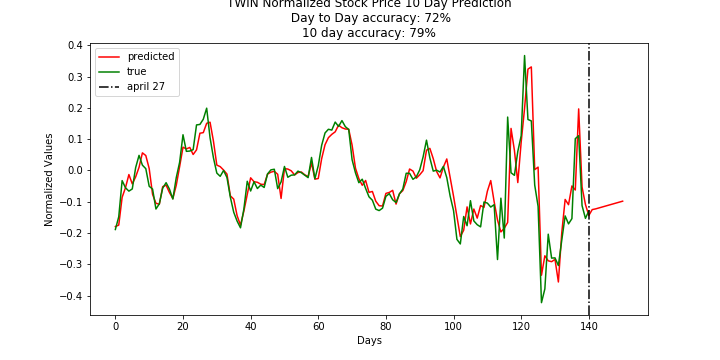 TWIN Normalized Stock Price 10 Day Prediction
Day to Day accuracy: 72%
10 day accuracy: 79%
predicted
true
april 27
Normalized Values
0.4
0.3
0.2
0.1
0.0
−0.1
−0.2
−0.3
−0.4
0 20 40 60 80 100 120 140
Days